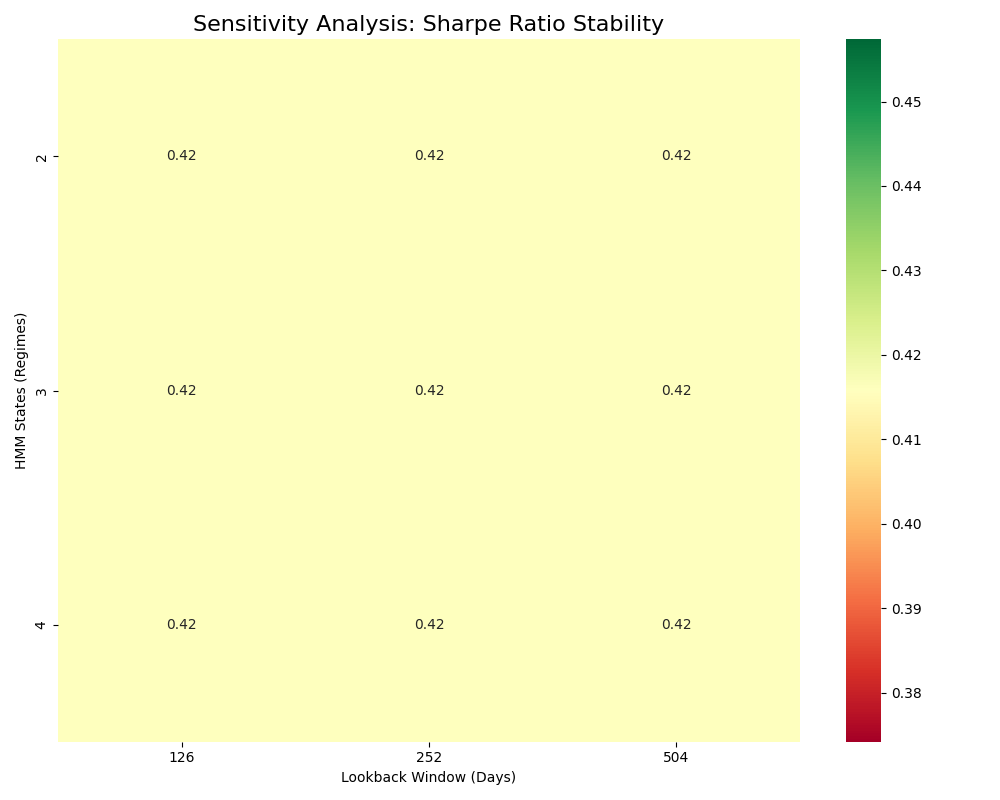 Sensitivity Analysis: Sharpe Ratio Stability
HMM States (Regimes)
2
0.42 0.42 0.42
3
0.42 0.42 0.42
4
0.42 0.42 0.42
126 252 504
Lookback Window (Days)
0.45
0.44
0.43
0.42
0.41
0.40
0.39
0.38